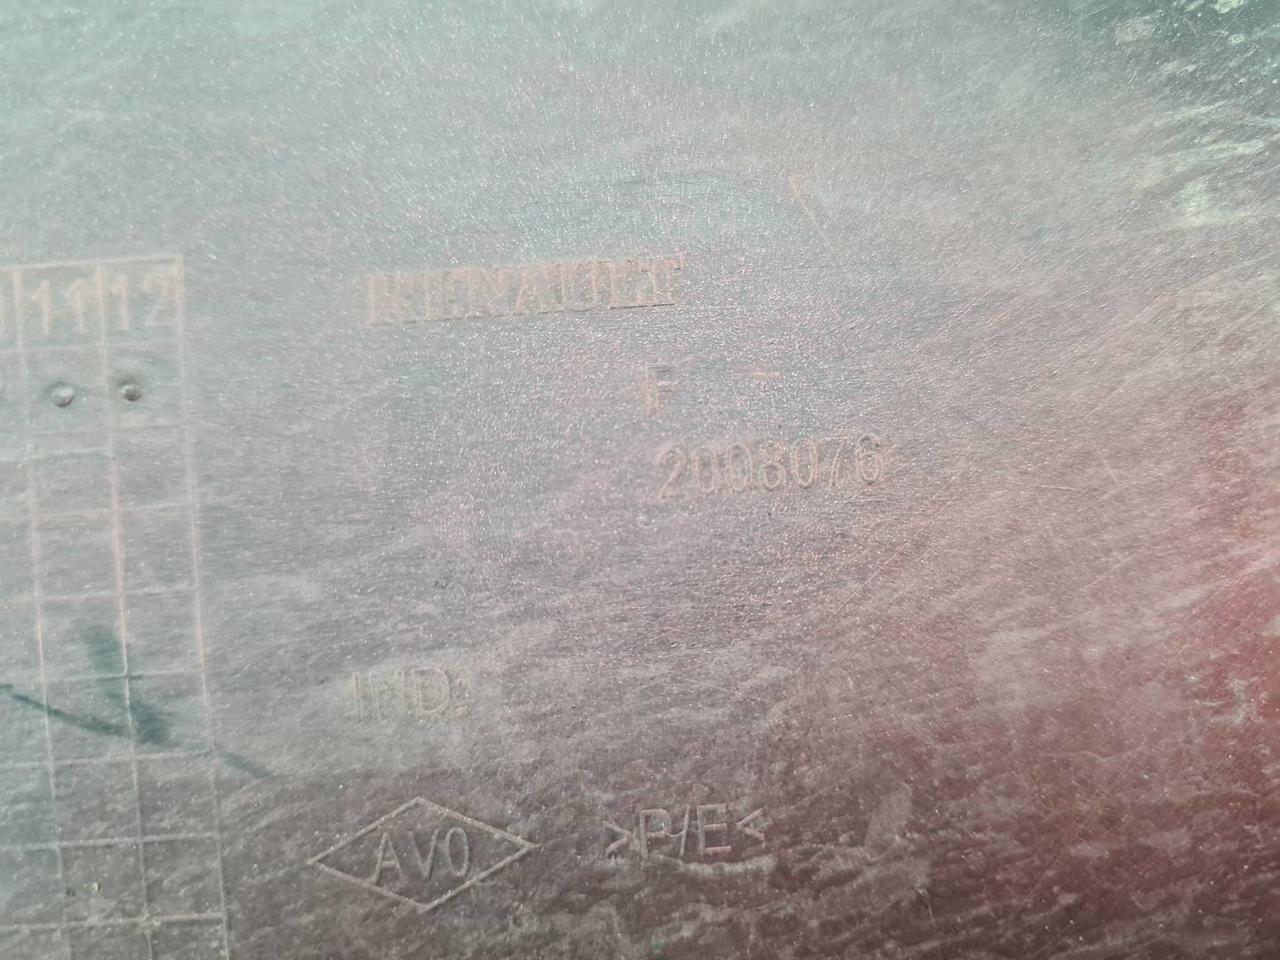 11 12
RENAULT
F -
2008076
IND.
AVO
>P/E<